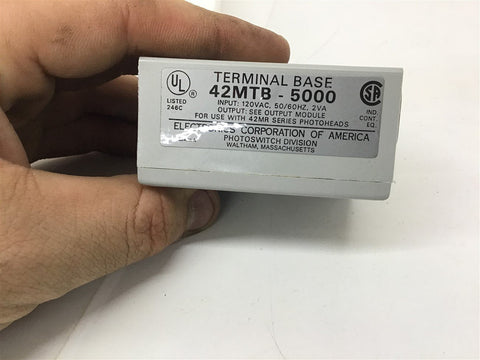 UL
LISTED
246C
TERMINAL BASE
42MTB - 5000
INPUT: 120VAC, 50/60HZ, 2VA
OUTPUT: SEE OUTPUT MODULE
FOR USE WITH 42MR SERIES PHOTOHEADS
SA
IND.
CONT.
EQ.
CORPORATION OF AMERICA
PHOTOSWITCH DIVISION
WALTHAM, MASSACHUSETTS